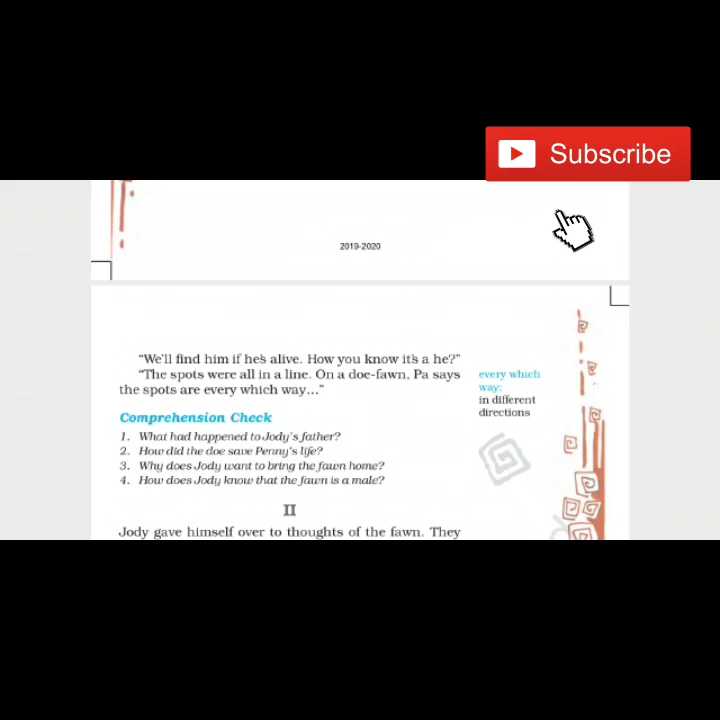 Subscribe
2019-2020
“We'll find him if he's alive. How you know it's a he?”
“The spots were all in a line. On a doe-fawn, Pa says
the spots are every which way...”
every which
way:
in different
directions
Comprehension Check
1. What had happened to Jody's father?
2. How did the doe save Penny's life?
3. Why does Jody want to bring the fawn home?
4. How does Jody know that the fawn is a male?
II
Jody gave himself over to thoughts of the fawn. They